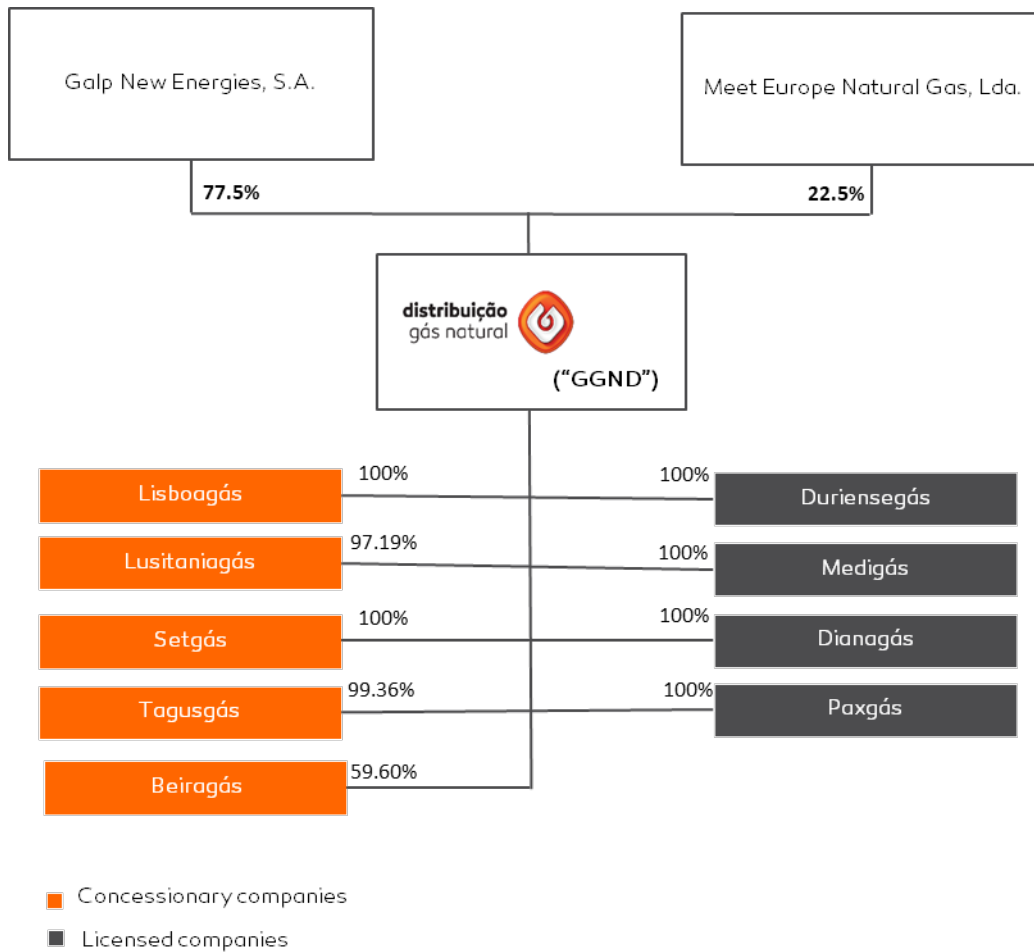 Galp New Energies, S.A.
Meet Europe Natural Gas, Lda.
77.5%
22.5%
distribuição
gás natural
("GGND")
Lisboagás
100%
100%
Duriensegás
Lusitaniagás
97.19%
100%
Medigás
Setgás
100%
100%
Dianagás
Tagusgás
99.36%
100%
Paxgás
Beiragás
59.60%
Concessionary companies
Licensed companies